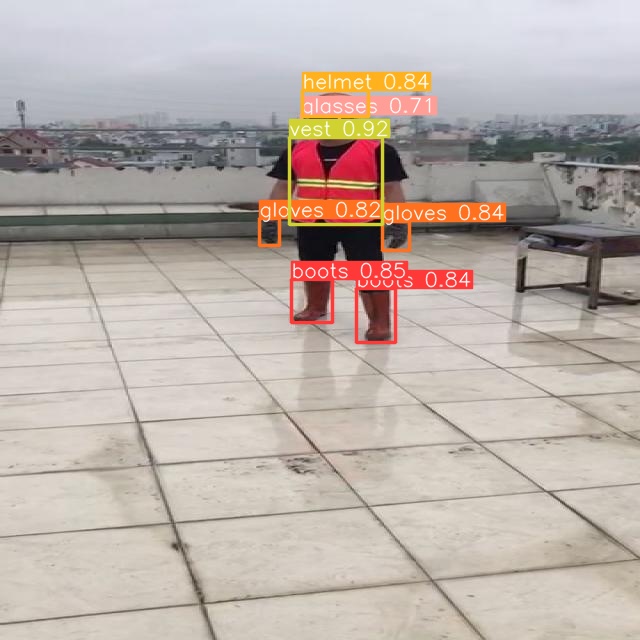 helmet 0.84
glasses 0.71
vest 0.92
gloves 0.82
gloves 0.84
boots 0.85
boots 0.84